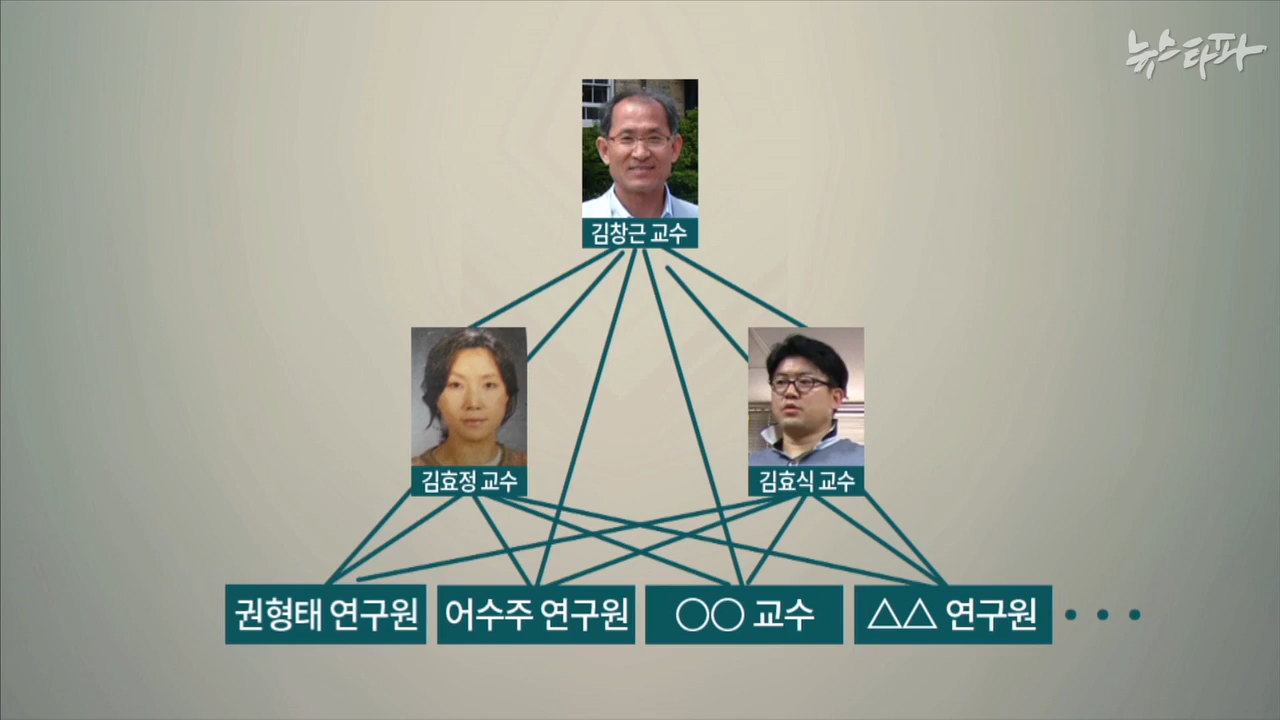 뉴스타파
김창근 교수
김효정 교수
김효식 교수
권형태 연구원
어수주 연구원
○○ 교수
△△ 연구원
• • •